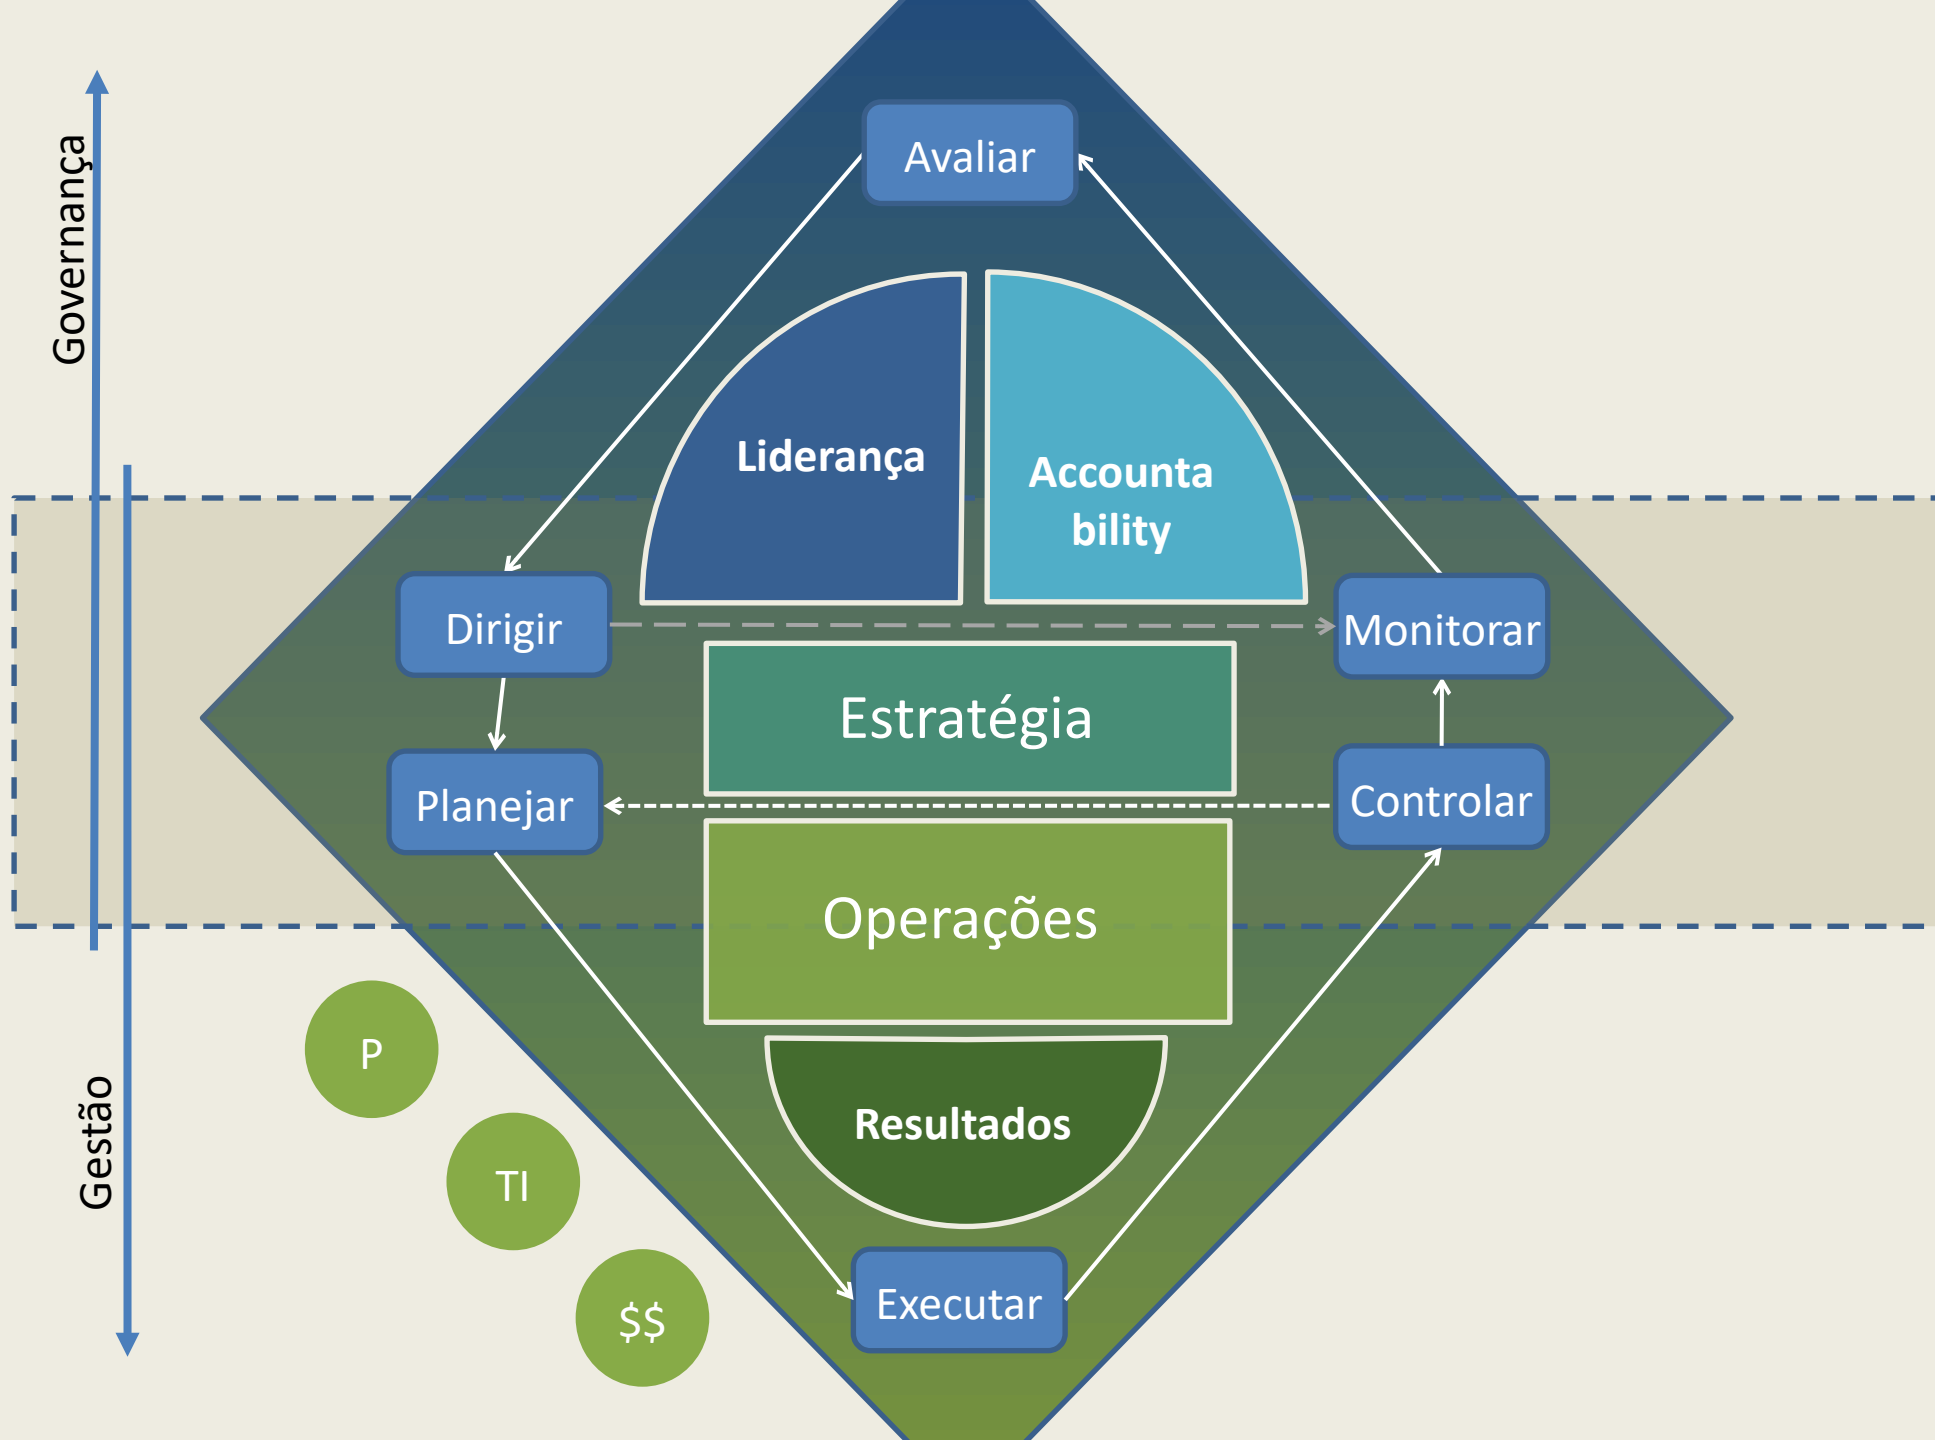 Governança
Avaliar
Liderança
Accounta
bility
Dirigir
Monitorar
Estratégia
Planejar
Controlar
Operações
P
Gestão
TI
Resultados
$$
Executar